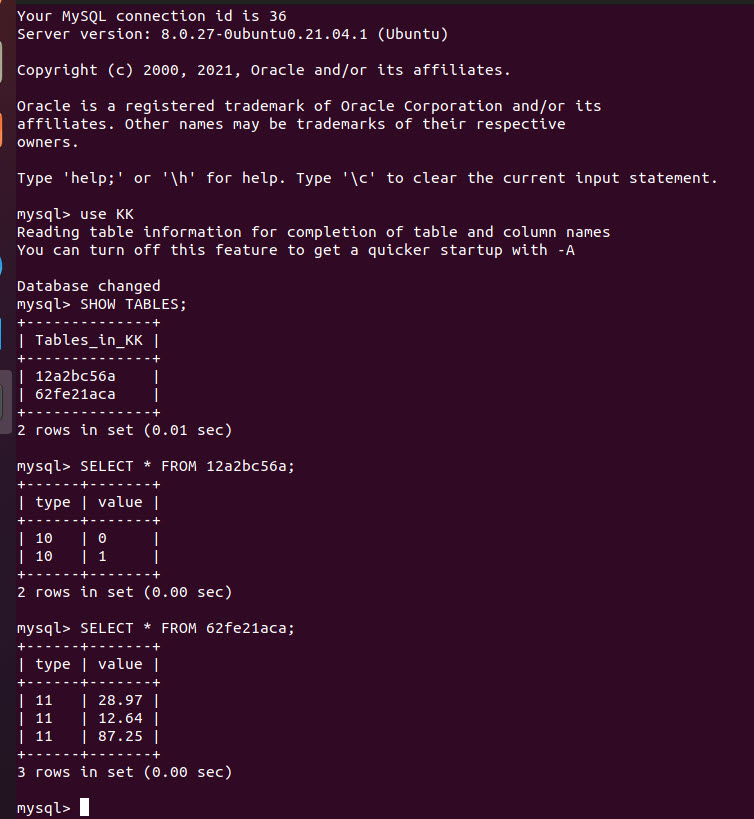 Your MySQL connection id is 36
Server version: 8.0.27-0ubuntu0.21.04.1 (Ubuntu)
Copyright (c) 2000, 2021, Oracle and/or its affiliates.
Oracle is a registered trademark of Oracle Corporation and/or its
affiliates. Other names may be trademarks of their respective
owners.
Type 'help;' or '\h' for help. Type '\c' to clear the current input statement.
mysql> use KK
Reading table information for completion of table and column names
You can turn off this feature to get a quicker startup with -A
Database changed
mysql> SHOW TABLES;
+--------------+
| Tables_in_KK |
+--------------+
| 12a2bc56a    |
| 62fe21aca    |
+--------------+
2 rows in set (0.01 sec)
mysql> SELECT * FROM 12a2bc56a;
+------+-------+
| type | value |
+------+-------+
| 10   | 0     |
| 10   | 1     |
+------+-------+
2 rows in set (0.00 sec)
mysql> SELECT * FROM 62fe21aca;
+------+-------+
| type | value |
+------+-------+
| 11   | 28.97 |
| 11   | 12.64 |
| 11   | 87.25 |
+------+-------+
3 rows in set (0.00 sec)
mysql>